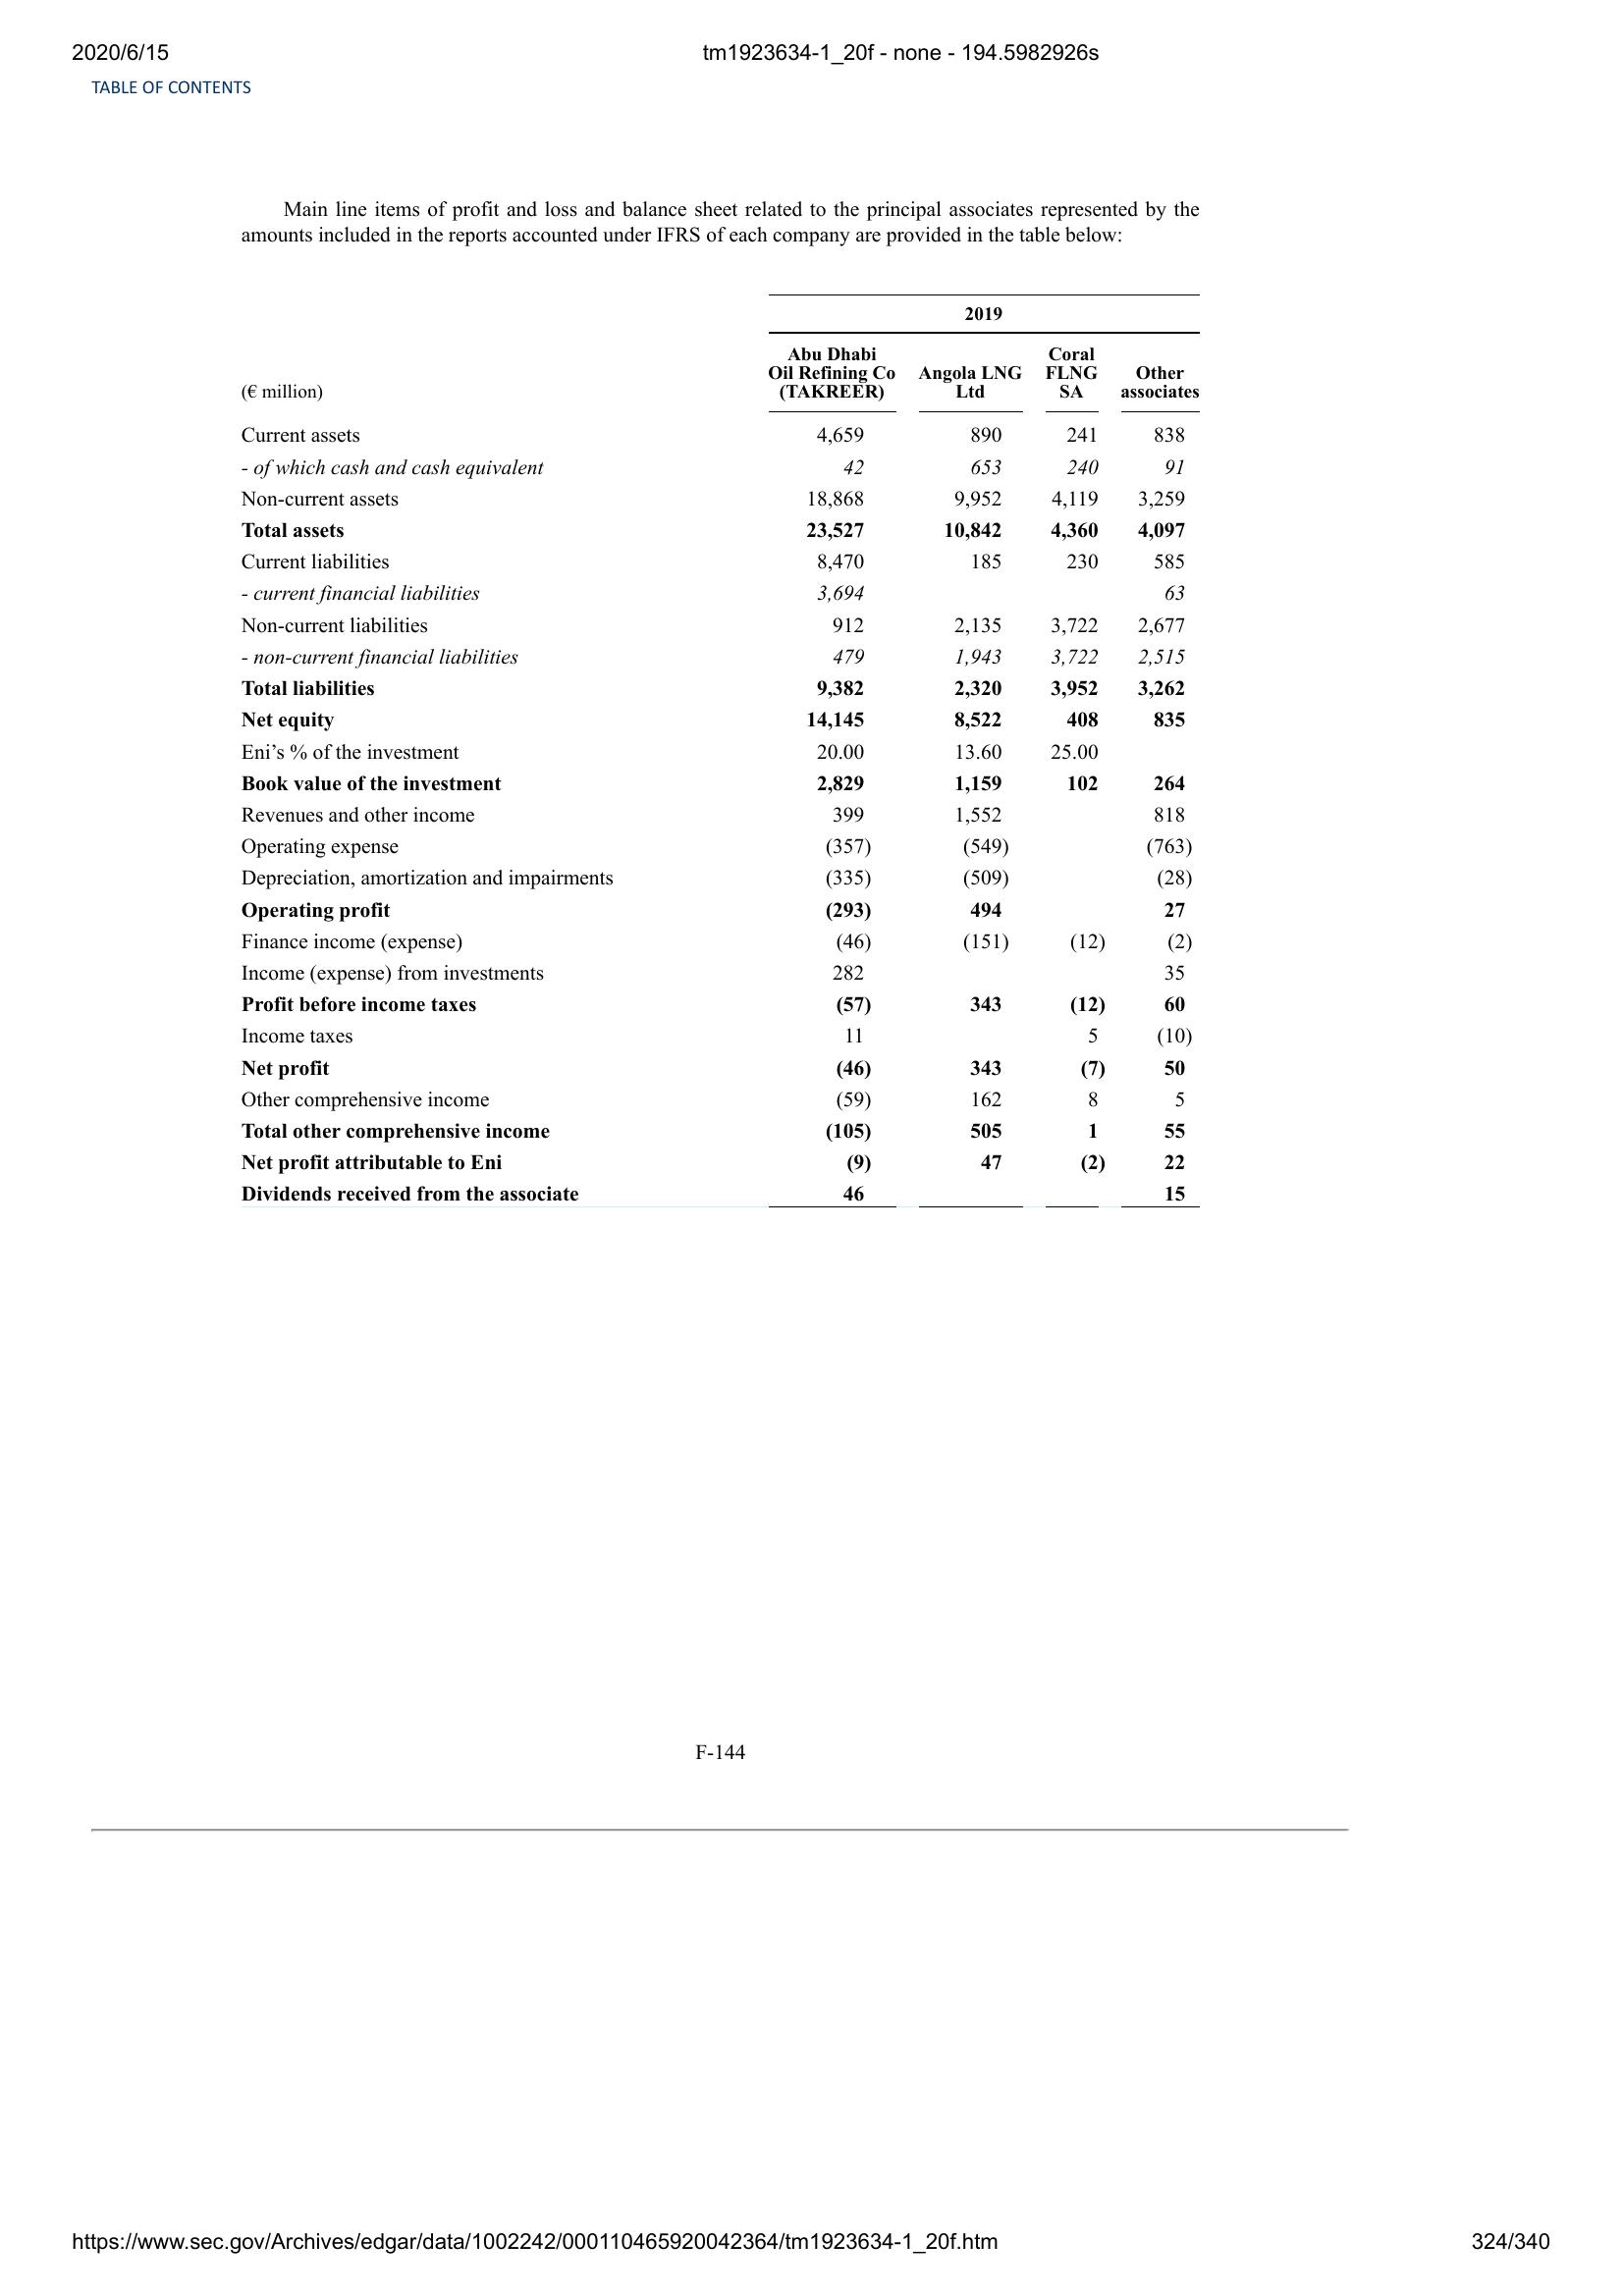 2020/6/15 tm1923634-1_20f - none - 194.5982926s
TABLE OF CONTENTS
Main line items of profit and loss and balance sheet related to the principal associates represented by the
amounts included in the reports accounted under IFRS of each company are provided in the table below:
2019
(€ million) Abu Dhabi Oil Refining Co (TAKREER) Angola LNG Ltd Coral FLNG SA Other associates
Current assets 4,659 890 241 838
- of which cash and cash equivalent 42 653 240 91
Non-current assets 18,868 9,952 4,119 3,259
Total assets 23,527 10,842 4,360 4,097
Current liabilities 8,470 185 230 585
- current financial liabilities 3,694 63
Non-current liabilities 912 2,135 3,722 2,677
- non-current financial liabilities 479 1,943 3,722 2,515
Total liabilities 9,382 2,320 3,952 3,262
Net equity 14,145 8,522 408 835
Eni’s % of the investment 20.00 13.60 25.00
Book value of the investment 2,829 1,159 102 264
Revenues and other income 399 1,552 818
Operating expense (357) (549) (763)
Depreciation, amortization and impairments (335) (509) (28)
Operating profit (293) 494 27
Finance income (expense) (46) (151) (12) (2)
Income (expense) from investments 282 35
Profit before income taxes (57) 343 (12) 60
Income taxes 11 5 (10)
Net profit (46) 343 (7) 50
Other comprehensive income (59) 162 8 5
Total other comprehensive income (105) 505 1 55
Net profit attributable to Eni (9) 47 (2) 22
Dividends received from the associate 46 15
F-144
https://www.sec.gov/Archives/edgar/data/1002242/000110465920042364/tm1923634-1_20f.htm 324/340